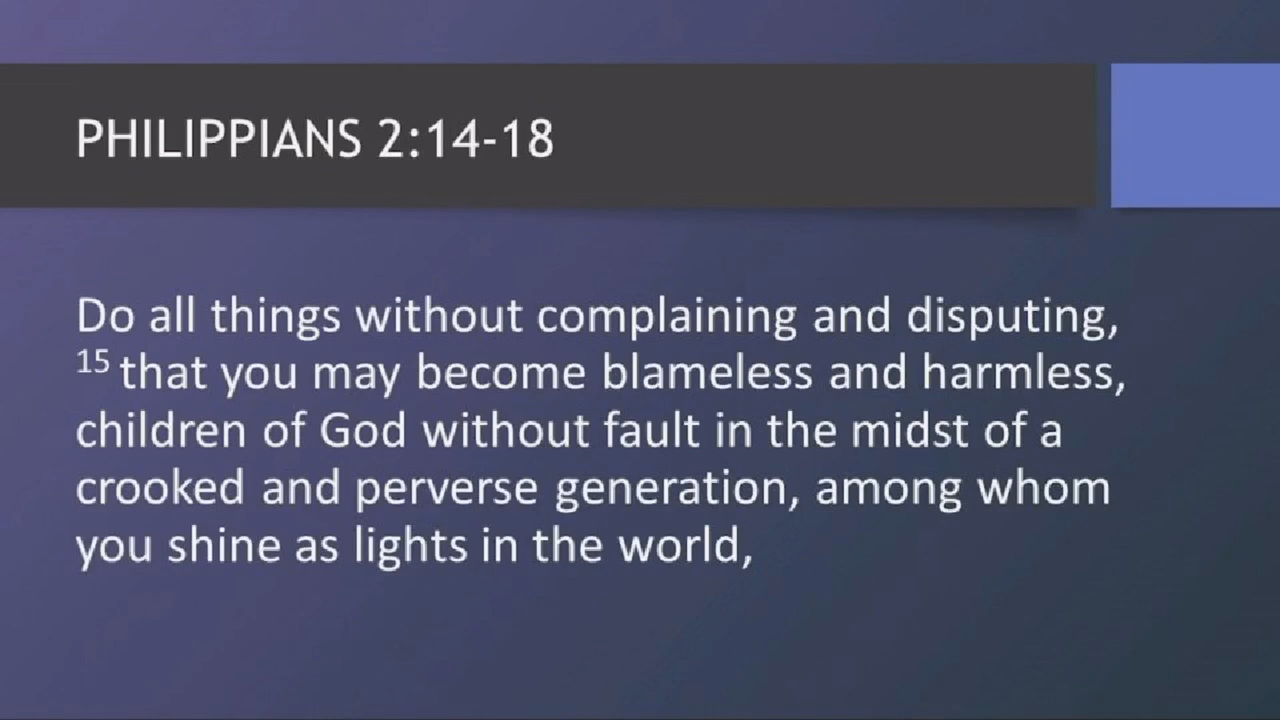 PHILIPPIANS 2:14-18
Do all things without complaining and disputing,
15 that you may become blameless and harmless,
children of God without fault in the midst of a
crooked and perverse generation, among whom
you shine as lights in the world,